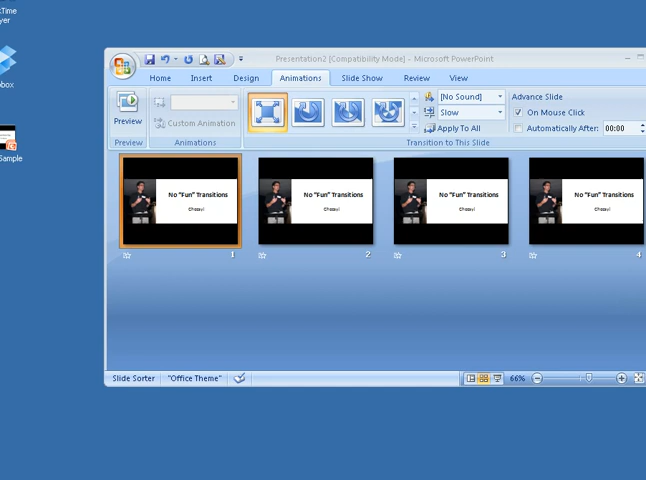 Presentation2 [Compatibility Mode] - Microsoft PowerPoint
Home Insert Design Animations Slide Show Review View
[No Sound] Advance Slide
Slow On Mouse Click
Preview Custom Animation Apply To All Automatically After: 00:00
Preview Animations Transition to This Slide
Sample
No "Fun" Transitions
No "Fun" Transitions
No "Fun" Transitions
No "Fun" Transitions
1 2 3 4
Slide Sorter "Office Theme" 66%